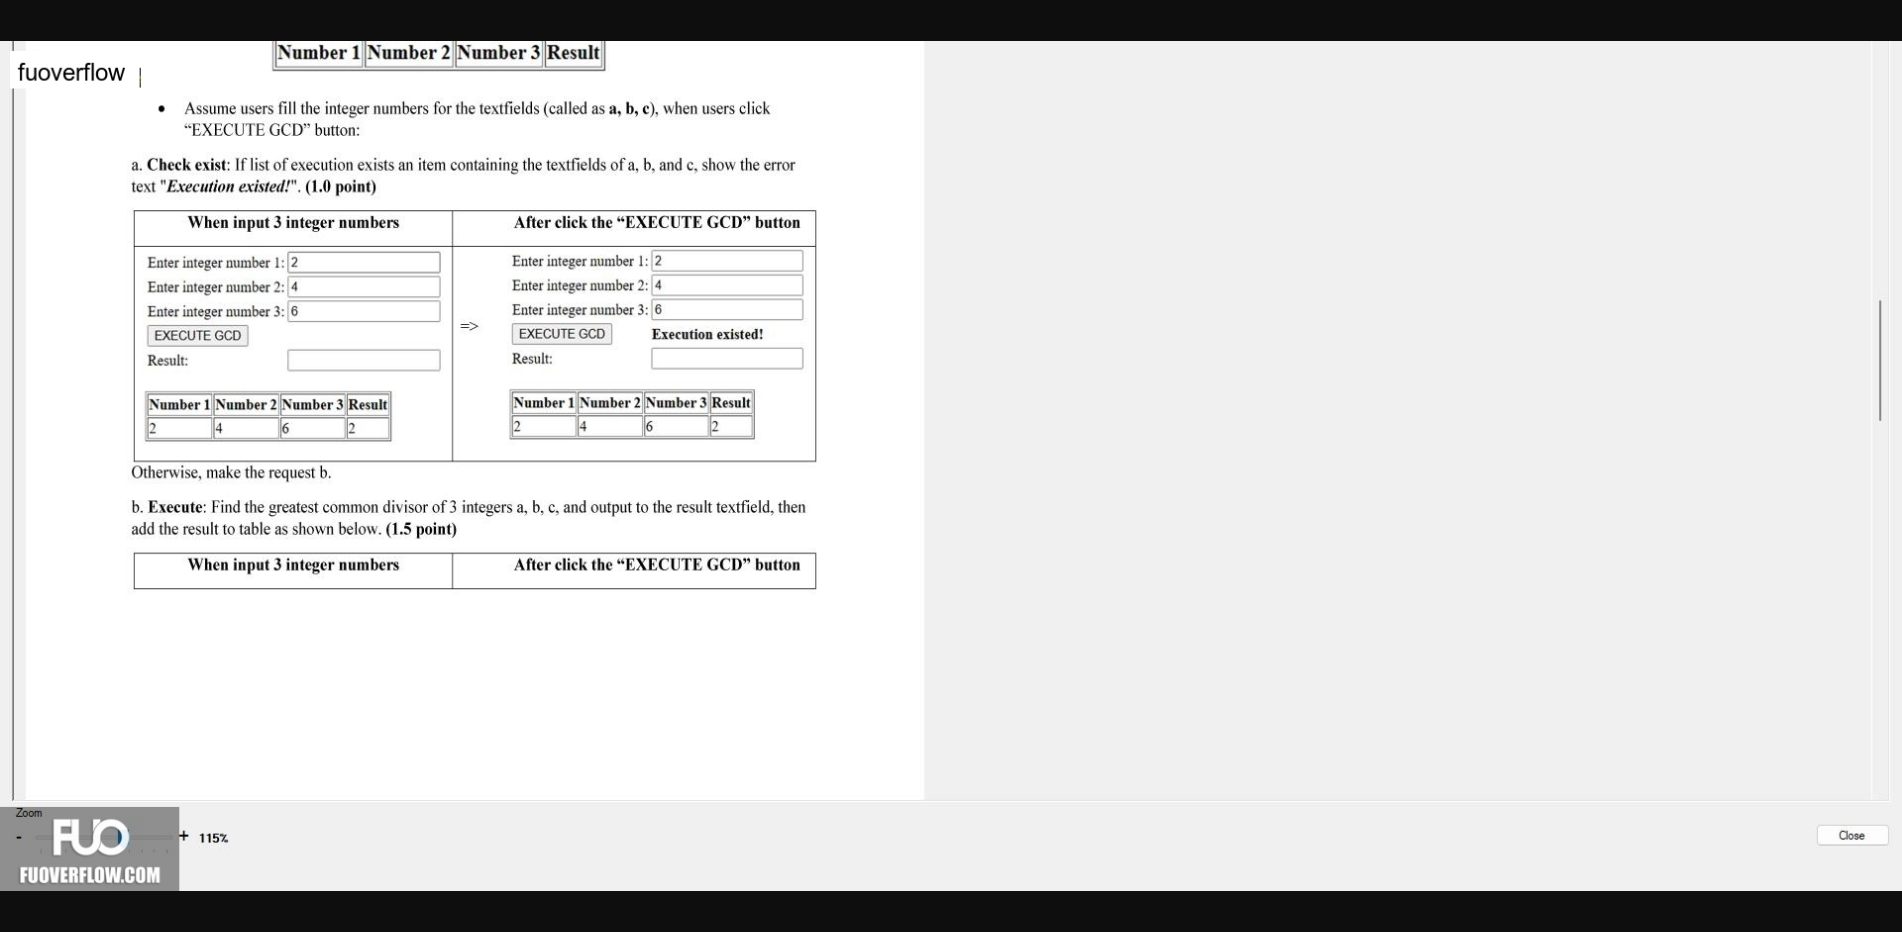 Number 1 Number 2 Number 3 Result
fuoverflow
• Assume users fill the integer numbers for the textfields (called as a, b, c), when users click
“EXECUTE GCD” button:
a. Check exist: If list of execution exists an item containing the textfields of a, b, and c, show the error
text "Execution existed!". (1.0 point)
When input 3 integer numbers
After click the “EXECUTE GCD” button
Enter integer number 1: 2
Enter integer number 2: 4
Enter integer number 3: 6
EXECUTE GCD
Result:
Number 1 Number 2 Number 3 Result
2 4 6 2
=>
Enter integer number 1: 2
Enter integer number 2: 4
Enter integer number 3: 6
EXECUTE GCD Execution existed!
Result:
Number 1 Number 2 Number 3 Result
2 4 6 2
Otherwise, make the request b.
b. Execute: Find the greatest common divisor of 3 integers a, b, c, and output to the result textfield, then
add the result to table as shown below. (1.5 point)
When input 3 integer numbers
After click the “EXECUTE GCD” button
Zoom
- + 115%
FUO
FUOVERFLOW.COM
Close